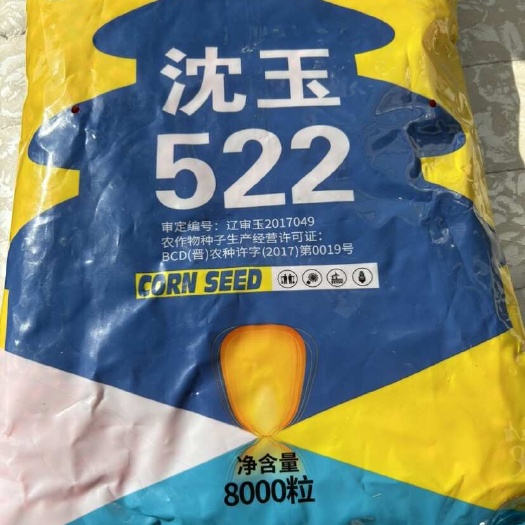 沈玉
522
审定编号：辽审玉2017049
农作物种子生产经营许可证：
BCD(晋)农种许字(2017)第0019号
CORN SEED
净含量
8000粒